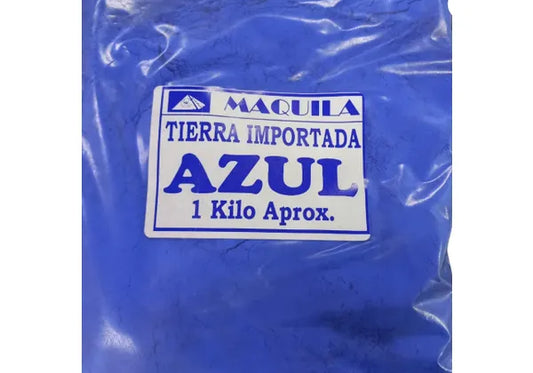 MAQUILA
TIERRA IMPORTADA
AZUL
1 Kilo Aprox.